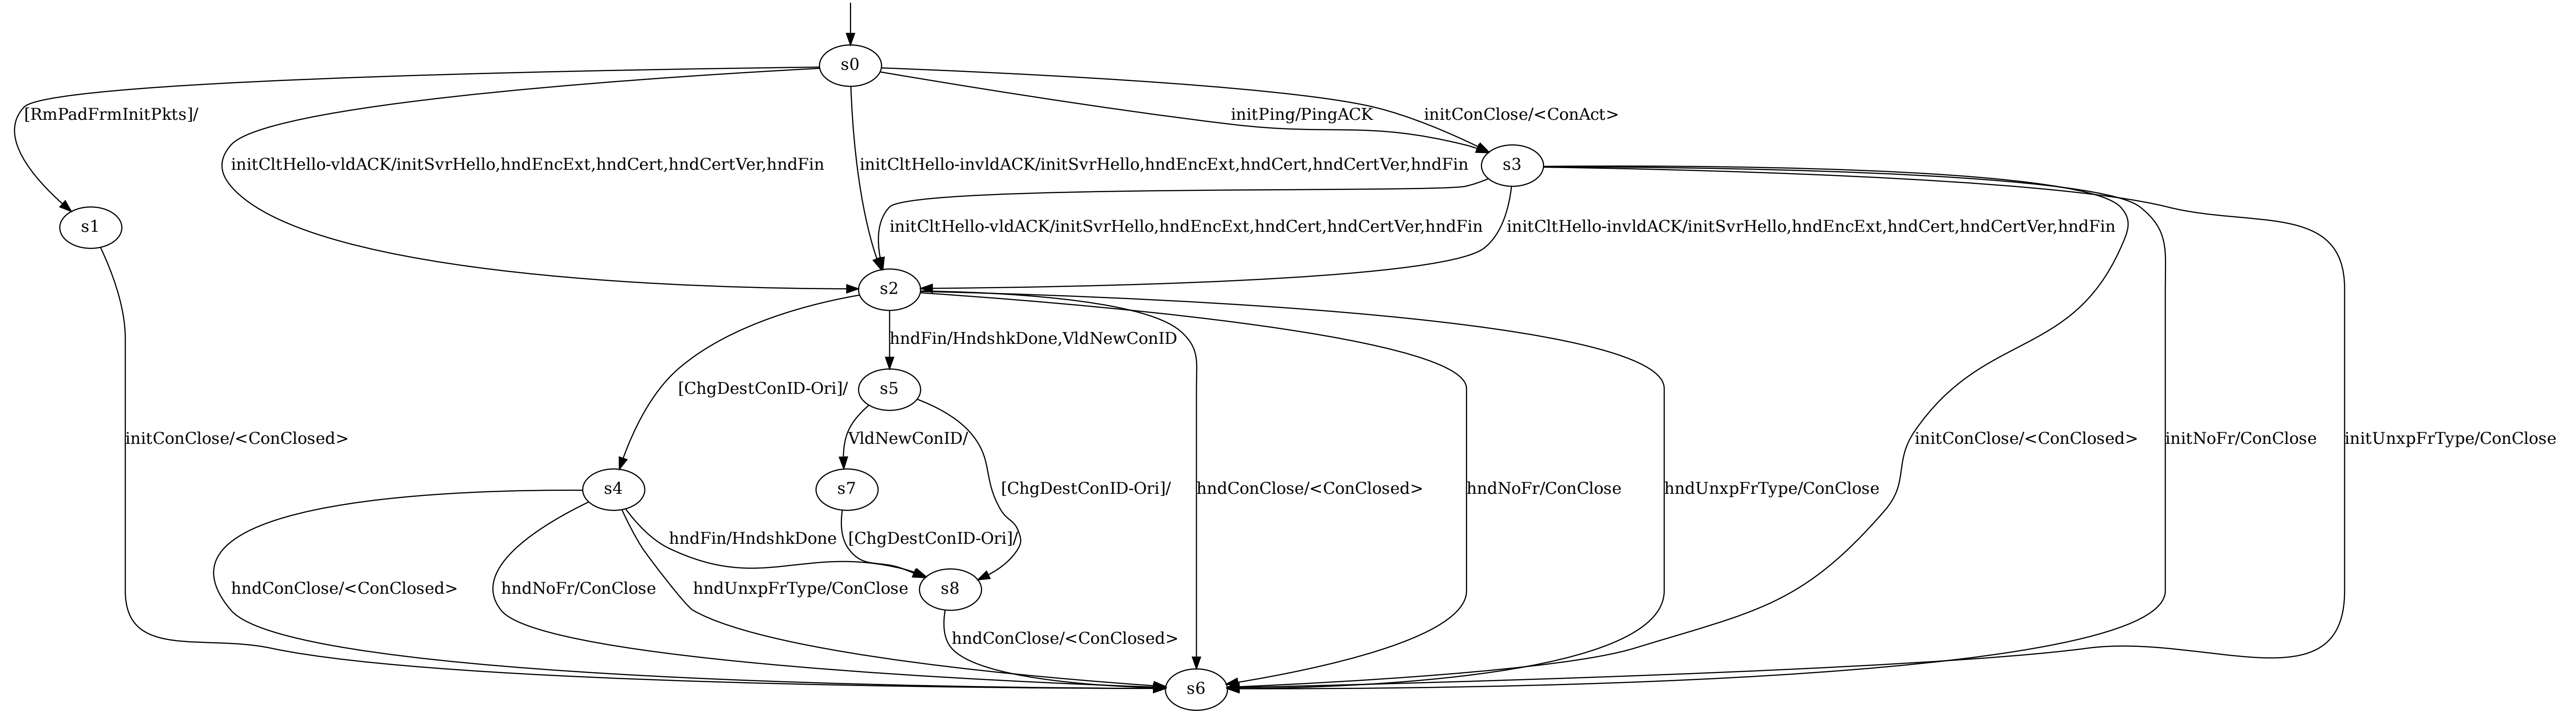 s0
[RmPadFrmInitPkts]/
initPing/PingACK
initConClose/<ConAct>
initCltHello-vldACK/initSvrHello,hndEncExt,hndCert,hndCertVer,hndFin
initCltHello-invldACK/initSvrHello,hndEncExt,hndCert,hndCertVer,hndFin
s3
s1
initCltHello-vldACK/initSvrHello,hndEncExt,hndCert,hndCertVer,hndFin
initCltHello-invldACK/initSvrHello,hndEncExt,hndCert,hndCertVer,hndFin
s2
hndFin/HndshkDone,VldNewConID
[ChgDestConID-Ori]/
s5
initConClose/<ConClosed>
VldNewConID/
initConClose/<ConClosed>
initNoFr/ConClose
initUnxpFrType/ConClose
s4
s7
[ChgDestConID-Ori]/
hndConClose/<ConClosed>
hndNoFr/ConClose
hndUnxpFrType/ConClose
hndFin/HndshkDone
[ChgDestConID-Ori]/
hndConClose/<ConClosed>
hndNoFr/ConClose
hndUnxpFrType/ConClose
s8
hndConClose/<ConClosed>
s6